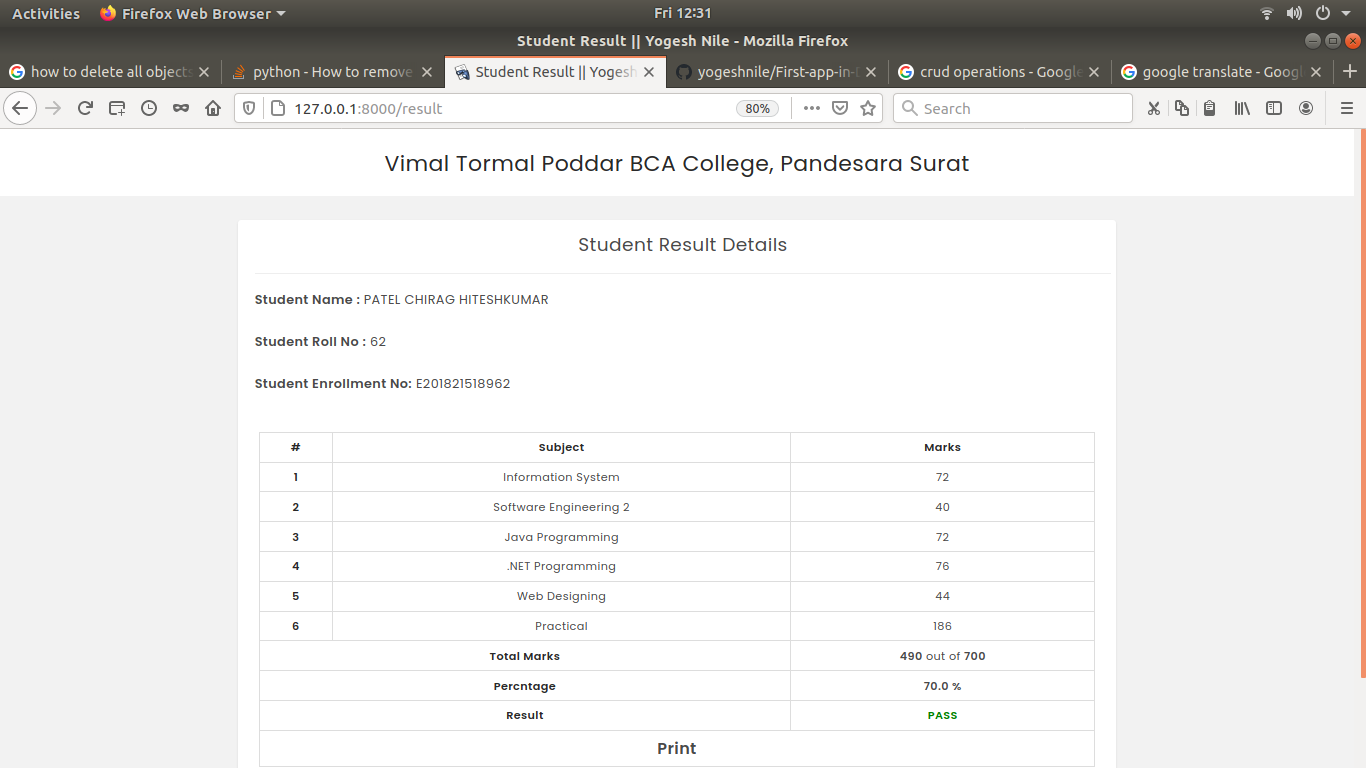 Activities Firefox Web Browser Fri 12:31
Student Result || Yogesh Nile - Mozilla Firefox
how to delete all objects python - How to remove Student Result || Yogesh yogeshnile/First-app-in- crud operations - Google google translate - Googl
127.0.0.1:8000/result 80% Search
Vimal Tormal Poddar BCA College, Pandesara Surat
Student Result Details
Student Name : PATEL CHIRAG HITESHKUMAR
Student Roll No : 62
Student Enrollment No: E201821518962
# Subject Marks
1 Information System 72
2 Software Engineering 2 40
3 Java Programming 72
4 .NET Programming 76
5 Web Designing 44
6 Practical 186
Total Marks 490 out of 700
Percntage 70.0 %
Result PASS
Print